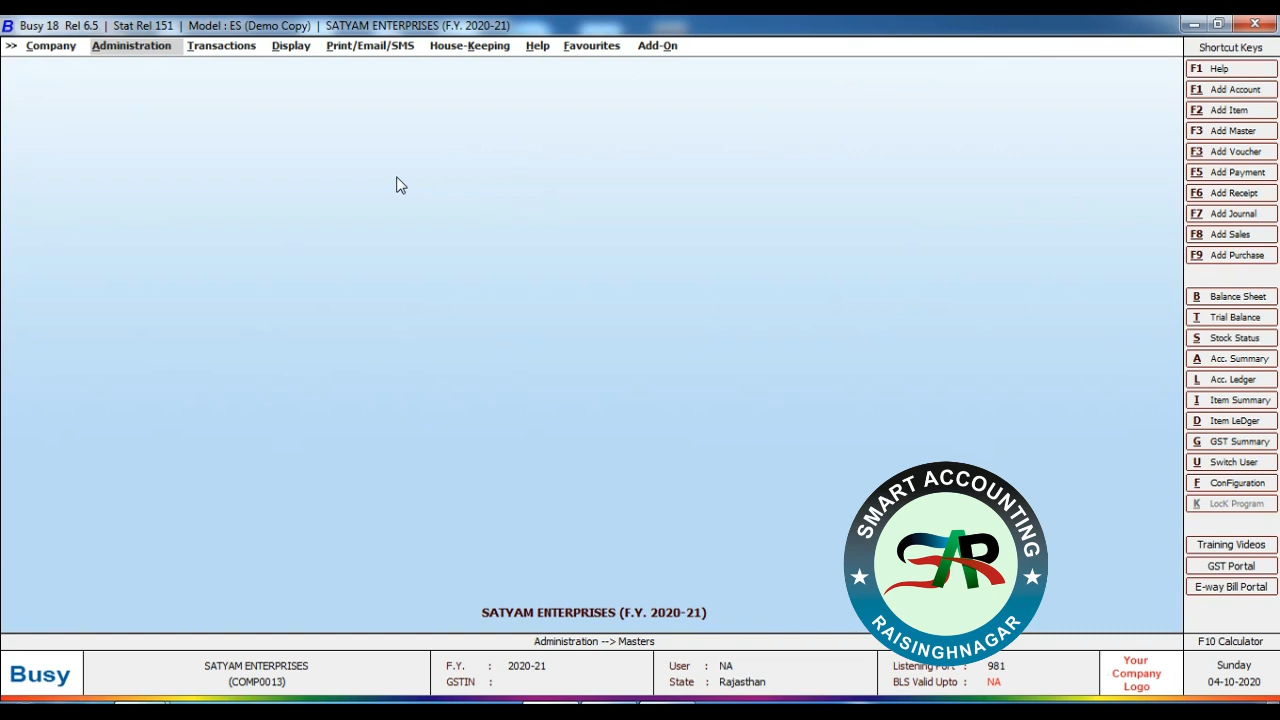 B Busy 18 Rel 6.5 | Stat Rel 151 | Model : ES (Demo Copy) | SATYAM ENTERPRISES (F.Y. 2020-21)
>> Company Administration Transactions Display Print/Email/SMS House-Keeping Help Favourites Add-On
Shortcut Keys
F1 Help
F1 Add Account
F2 Add Item
F3 Add Master
F3 Add Voucher
F5 Add Payment
F6 Add Receipt
F7 Add Journal
F8 Add Sales
F9 Add Purchase
B Balance Sheet
T Trial Balance
S Stock Status
A Acc. Summary
L Acc. Ledger
I Item Summary
D Item LeDger
G GST Summary
U Switch User
F ConFiguration
K LocK Program
Training Videos
GST Portal
E-way Bill Portal
SMART ACCOUNTING
SAR
RAISINGHNAGAR
SATYAM ENTERPRISES (F.Y. 2020-21)
Administration --> Masters
F10 Calculator
Busy
SATYAM ENTERPRISES
(COMP0013)
F.Y. : 2020-21
GSTIN :
User : NA
State : Rajasthan
Listening Port : 981
BLS Valid Upto : NA
Your
Company
Logo
Sunday
04-10-2020